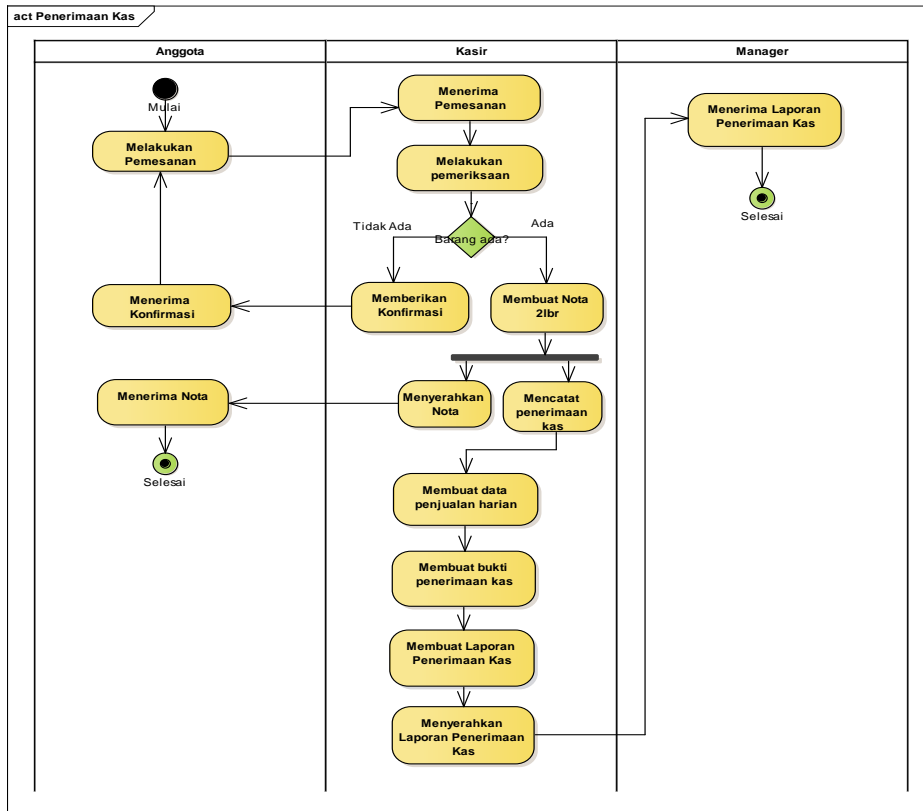 act Penerimaan Kas
Anggota
Kasir
Manager
Mulai
Melakukan
Pemesanan
Menerima
Pemesanan
Menerima Laporan
Penerimaan Kas
Melakukan
pemeriksaan
Selesai
Tidak Ada
Barang ada?
Ada
Menerima
Konfirmasi
Memberikan
Konfirmasi
Membuat Nota
2lbr
Menerima Nota
Menyerahkan
Nota
Mencatat
penerimaan
kas
Selesai
Membuat data
penjualan harian
Membuat bukti
penerimaan kas
Membuat Laporan
Penerimaan Kas
Menyerahkan
Laporan Penerimaan
Kas